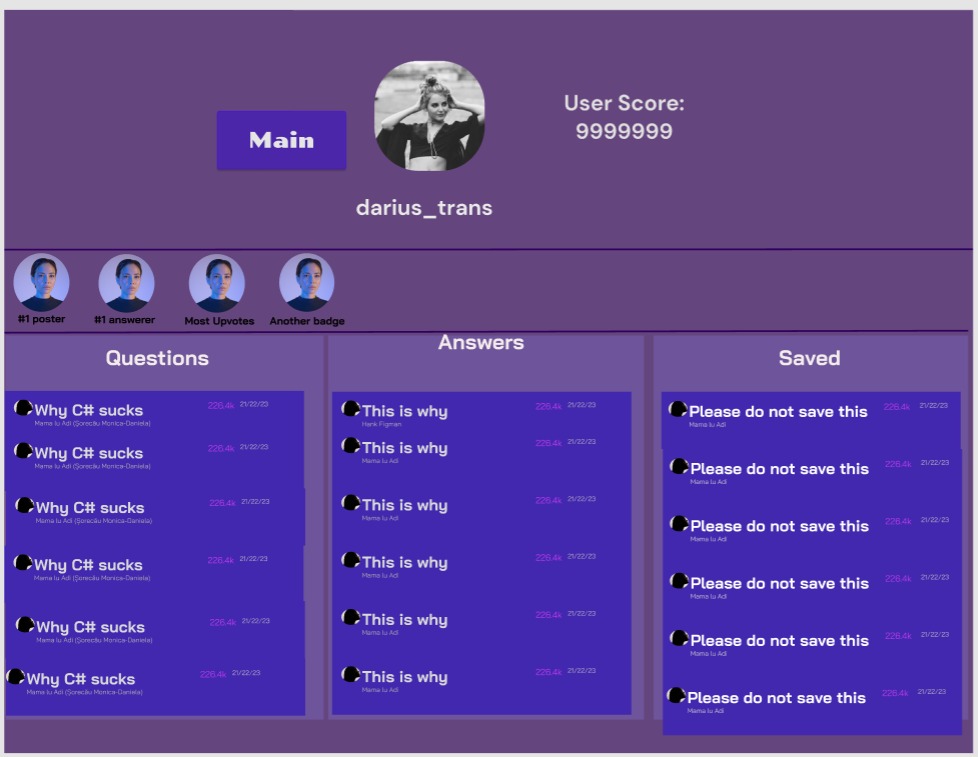 Main
User Score:
9999999
darius_trans
#1 poster
#1 answerer
Most Upvotes
Another badge
Questions
Why C# sucks
226.4k 21/22/23
Mama lu Adi (Șorecău Monica-Daniela)
Why C# sucks
226.4k 21/22/23
Mama lu Adi (Șorecău Monica-Daniela)
Why C# sucks
226.4k 21/22/23
Mama lu Adi (Șorecău Monica-Daniela)
Why C# sucks
226.4k 21/22/23
Mama lu Adi (Șorecău Monica-Daniela)
Why C# sucks
226.4k 21/22/23
Mama lu Adi (Șorecău Monica-Daniela)
Why C# sucks
226.4k 21/22/23
Mama lu Adi (Șorecău Monica-Daniela)
Answers
This is why
226.4k 21/22/23
Hank Figman
This is why
226.4k 21/22/23
Mama lu Adi
This is why
226.4k 21/22/23
Mama lu Adi
This is why
226.4k 21/22/23
Mama lu Adi
This is why
226.4k 21/22/23
Mama lu Adi
This is why
226.4k 21/22/23
Mama lu Adi
Saved
Please do not save this
226.4k 21/22/23
Mama lu Adi
Please do not save this
226.4k 21/22/23
Mama lu Adi
Please do not save this
226.4k 21/22/23
Mama lu Adi
Please do not save this
226.4k 21/22/23
Mama lu Adi
Please do not save this
226.4k 21/22/23
Mama lu Adi
Please do not save this
226.4k 21/22/23
Mama lu Adi